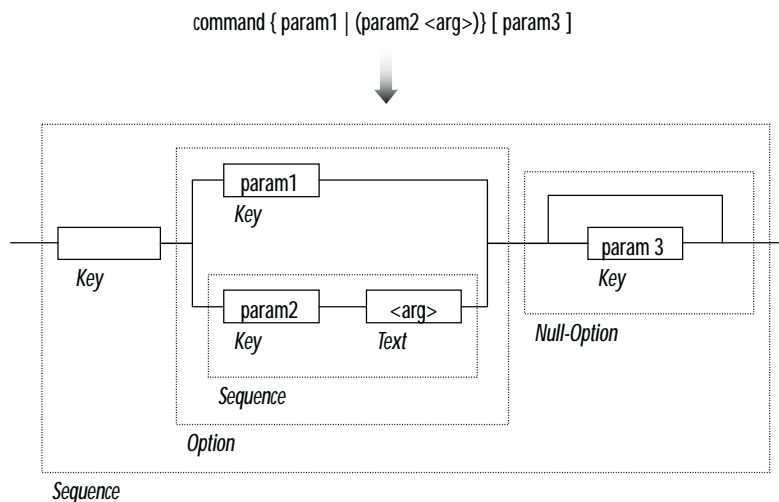 command { param1 | (param2 <arg>)} [ param3 ]
param1
Key
Key
param 3
Key
param2
<arg>
Key
Text
Null-Option
Sequence
Option
Sequence